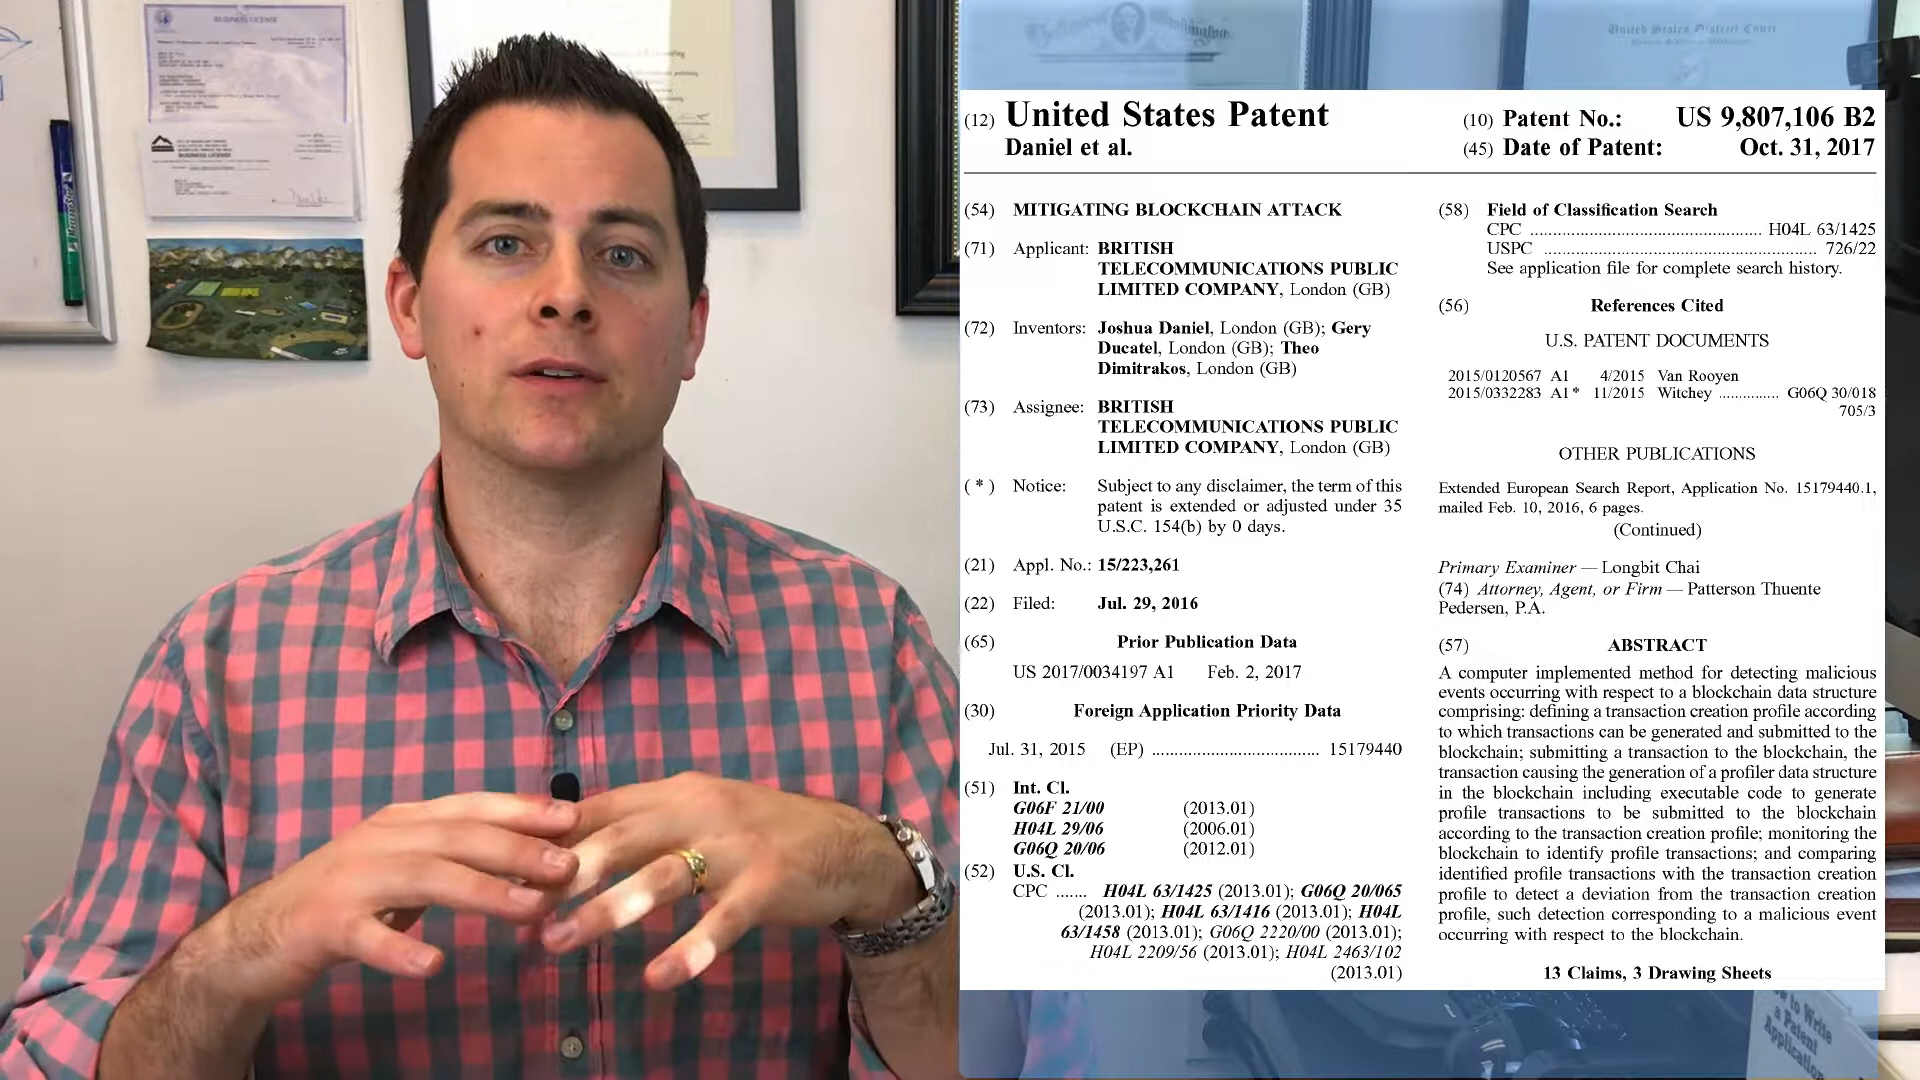 BUSINESS LICENSE
BUSINESS LICENSE
United States District Court
(12) United States Patent
Daniel et al.
(10) Patent No.: US 9,807,106 B2
(45) Date of Patent: Oct. 31, 2017
(54) MITIGATING BLOCKCHAIN ATTACK
(71) Applicant: BRITISH
TELECOMMUNICATIONS PUBLIC
LIMITED COMPANY, London (GB)
(72) Inventors: Joshua Daniel, London (GB); Gery
Ducatel, London (GB); Theo
Dimitrakos, London (GB)
(73) Assignee: BRITISH
TELECOMMUNICATIONS PUBLIC
LIMITED COMPANY, London (GB)
( * ) Notice: Subject to any disclaimer, the term of this
patent is extended or adjusted under 35
U.S.C. 154(b) by 0 days.
(21) Appl. No.: 15/223,261
(22) Filed: Jul. 29, 2016
(65) Prior Publication Data
US 2017/0034197 A1 Feb. 2, 2017
(30) Foreign Application Priority Data
Jul. 31, 2015 (EP) ..................................... 15179440
(51) Int. Cl.
G06F 21/00 (2013.01)
H04L 29/06 (2006.01)
G06Q 20/06 (2012.01)
(52) U.S. Cl.
CPC ....... H04L 63/1425 (2013.01); G06Q 20/065
(2013.01); H04L 63/1416 (2013.01); H04L
63/1458 (2013.01); G06Q 2220/00 (2013.01);
H04L 2209/56 (2013.01); H04L 2463/102
(2013.01)
(58) Field of Classification Search
CPC .................................................... H04L 63/1425
USPC ............................................................ 726/22
See application file for complete search history.
(56) References Cited
U.S. PATENT DOCUMENTS
2015/0120567 A1 4/2015 Van Rooyen
2015/0332283 A1* 11/2015 Witchey ............... G06Q 30/018
705/3
OTHER PUBLICATIONS
Extended European Search Report, Application No. 15179440.1,
mailed Feb. 10, 2016, 6 pages.
(Continued)
Primary Examiner — Longbit Chai
(74) Attorney, Agent, or Firm — Patterson Thuente
Pedersen, P.A.
(57) ABSTRACT
A computer implemented method for detecting malicious
events occurring with respect to a blockchain data structure
comprising: defining a transaction creation profile according
to which transactions can be generated and submitted to the
blockchain; submitting a transaction to the blockchain, the
transaction causing the generation of a profiler data structure
in the blockchain including executable code to generate
profile transactions to be submitted to the blockchain
according to the transaction creation profile; monitoring the
blockchain to identify profile transactions; and comparing
identified profile transactions with the transaction creation
profile to detect a deviation from the transaction creation
profile, such detection corresponding to a malicious event
occurring with respect to the blockchain.
13 Claims, 3 Drawing Sheets
to Write
a Patent
Application